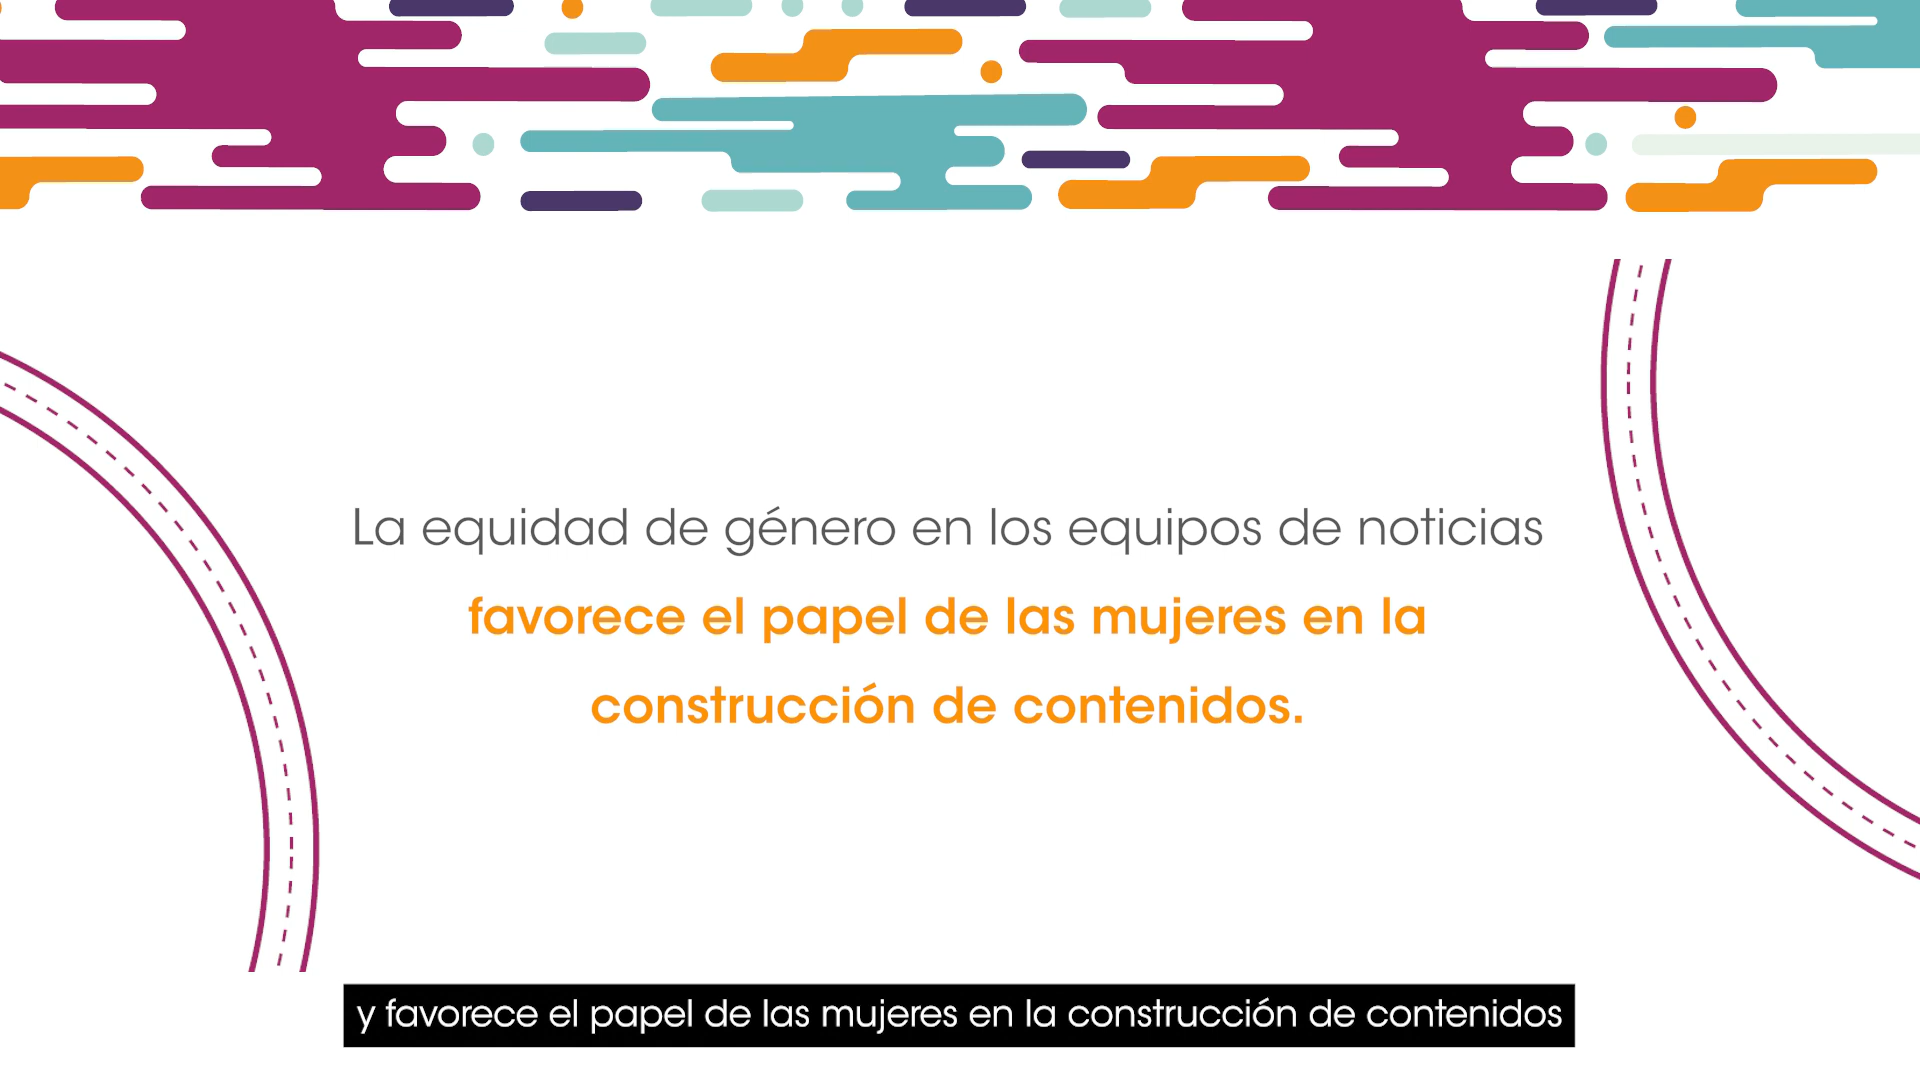 La equidad de género en los equipos de noticias
favorece el papel de las mujeres en la
construcción de contenidos.
y favorece el papel de las mujeres en la construcción de contenidos